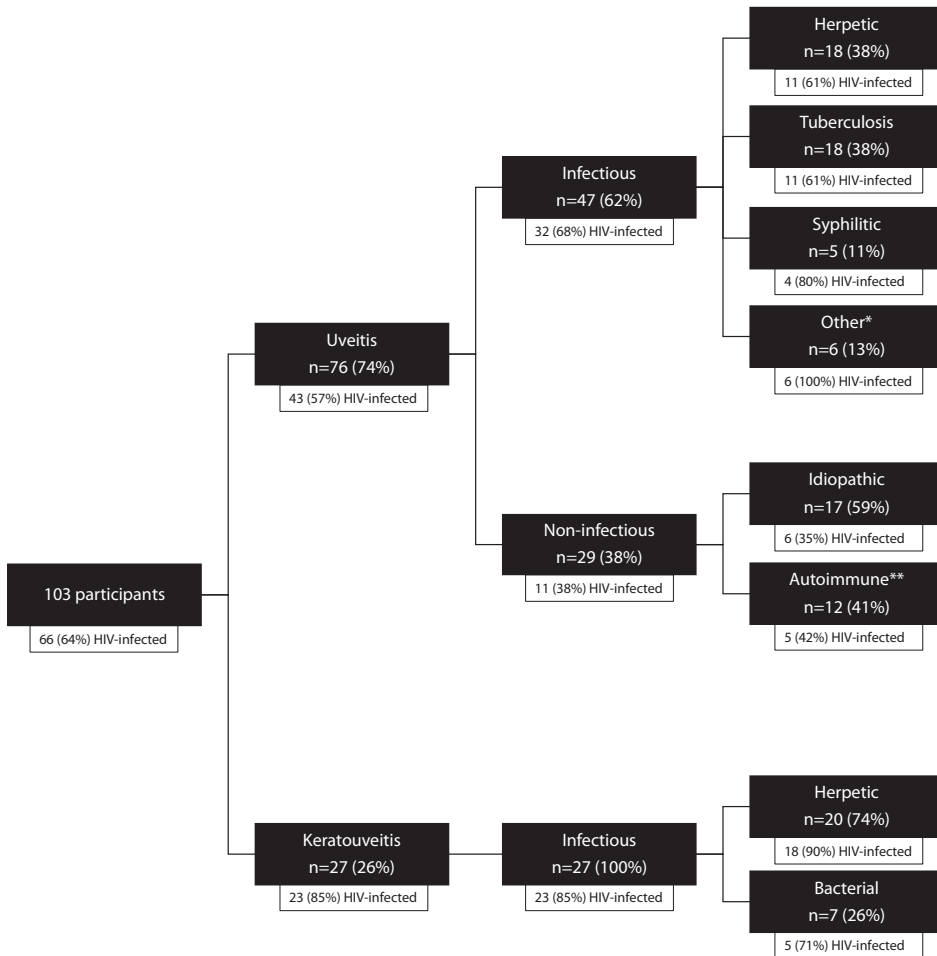 Herpetic
n=18 (38%)
11 (61%) HIV-infected
Tuberculosis
n=18 (38%)
11 (61%) HIV-infected
Infectious
n=47 (62%)
32 (68%) HIV-infected
Syphilitic
n=5 (11%)
4 (80%) HIV-infected
Other*
n=6 (13%)
6 (100%) HIV-infected
Uveitis
n=76 (74%)
43 (57%) HIV-infected
Idiopathic
n=17 (59%)
6 (35%) HIV-infected
Non-infectious
n=29 (38%)
11 (38%) HIV-infected
Autoimmune**
n=12 (41%)
5 (42%) HIV-infected
103 participants
66 (64%) HIV-infected
Herpetic
n=20 (74%)
18 (90%) HIV-infected
Keratouveitis
n=27 (26%)
23 (85%) HIV-infected
Infectious
n=27 (100%)
23 (85%) HIV-infected
Bacterial
n=7 (26%)
5 (71%) HIV-infected